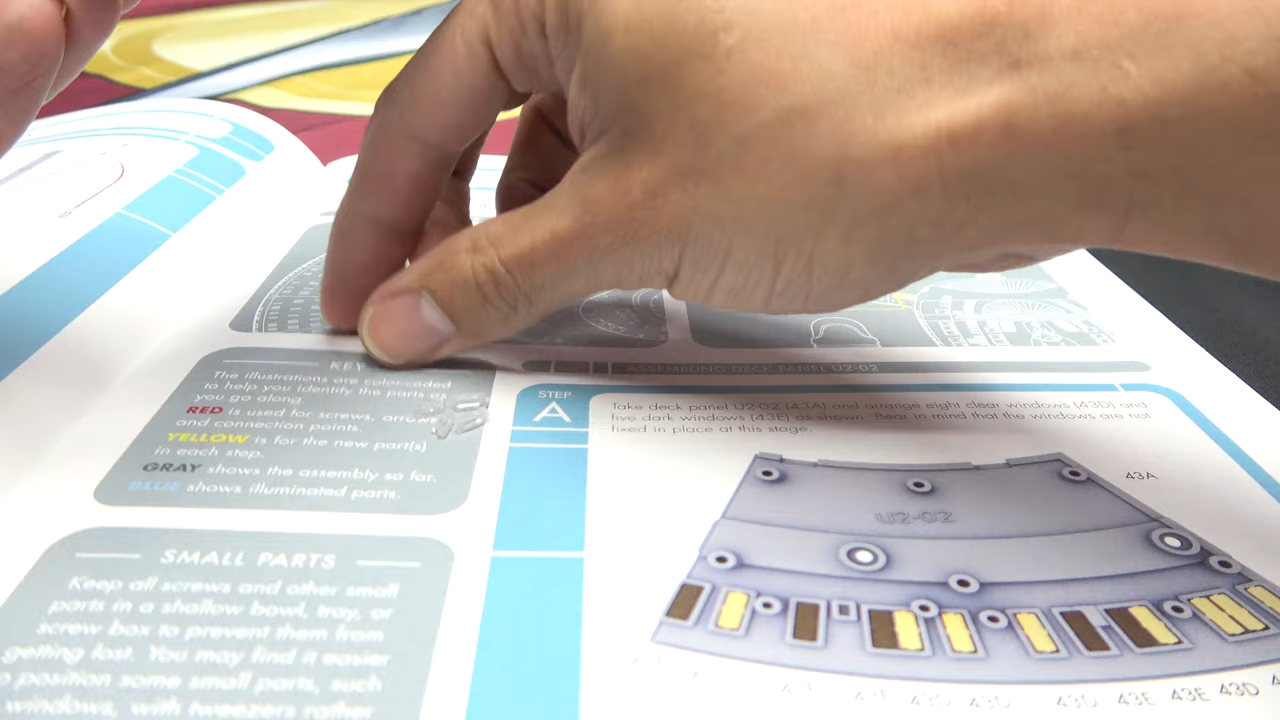 KEY
The illustrations are colorcoded
to help you identify the parts as
you go along.
RED is used for screws, arrows
and connection points.
YELLOW is for the new part(s)
in each step.
GRAY shows the assembly so far.
BLUE shows illuminated parts.
SMALL PARTS
Keep all screws and other small
parts in a shallow bowl, tray, or
screw box to prevent them from
getting lost. You may find it easier
to position some small parts, such
windows, with tweezers rather
ASSEMBLING DECK PANEL U2-02
STEP
A
Take deck panel U2-02 (43A) and arrange eight clear windows (43D) and
five dark windows (43E) as shown. Bear in mind that the windows are not
fixed in place at this stage.
43A
U2-02
43D 43E 43E 43D